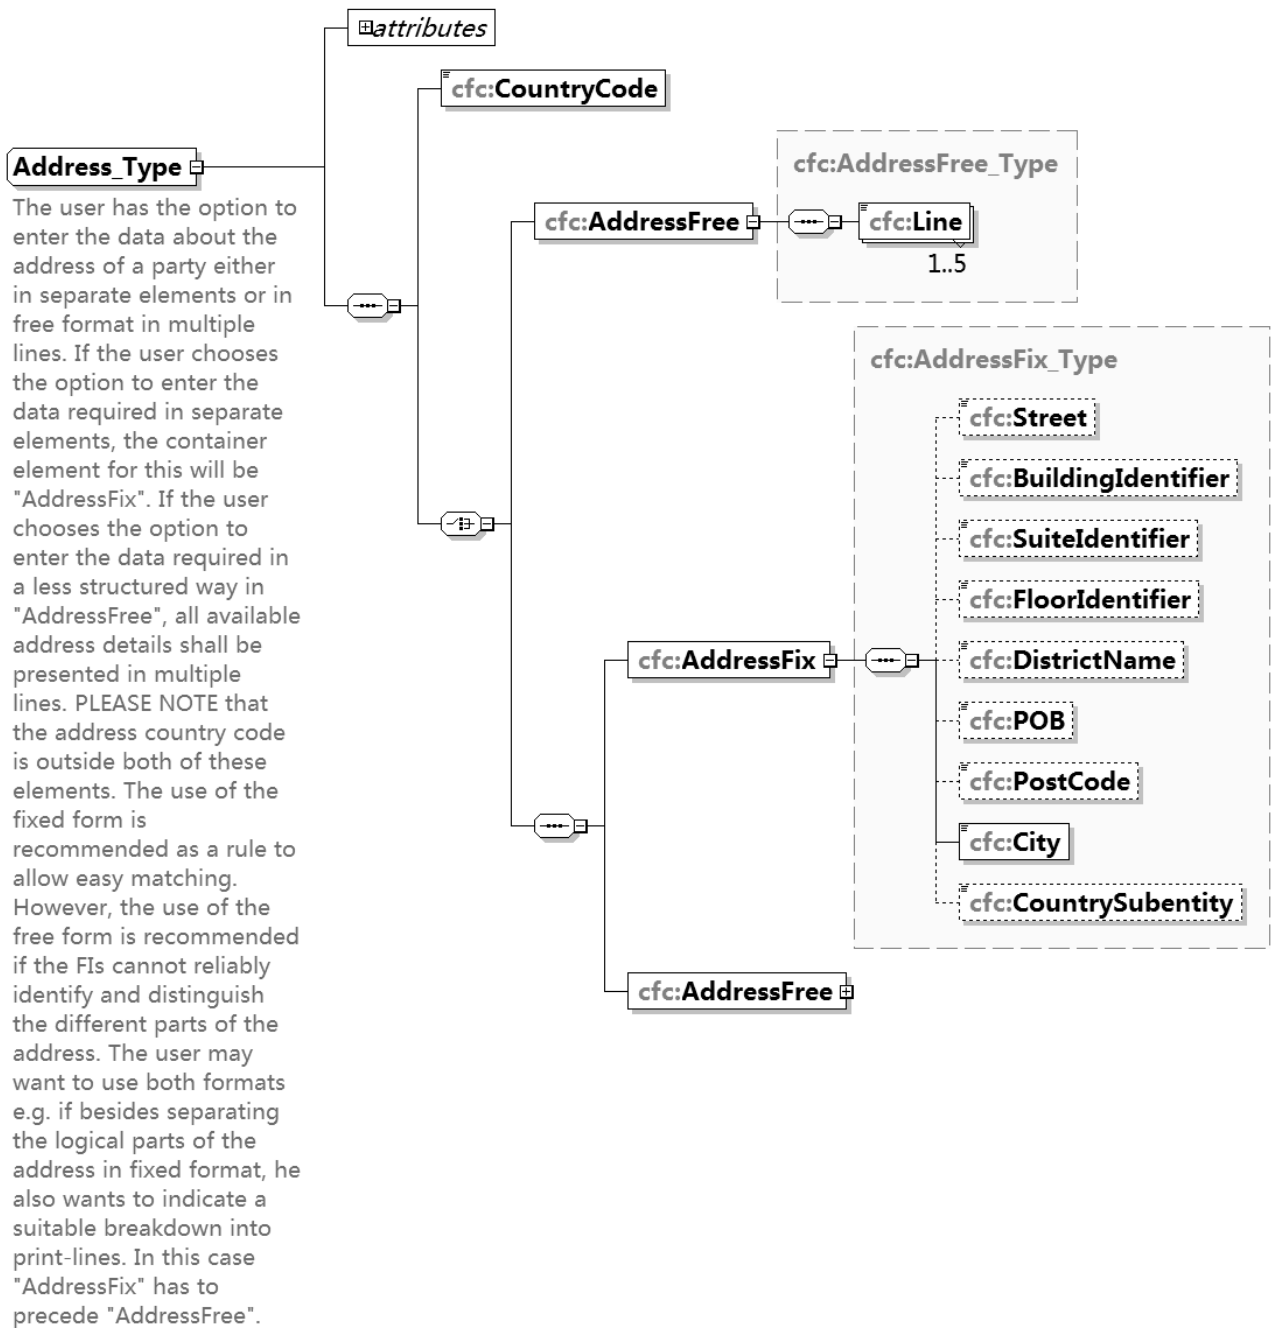 attributes
cfc:CountryCode
Address_Type
The user has the option to
enter the data about the
address of a party either
in separate elements or in
free format in multiple
lines. If the user chooses
the option to enter the
data required in separate
elements, the container
element for this will be
"AddressFix". If the user
chooses the option to
enter the data required in
a less structured way in
"AddressFree", all available
address details shall be
presented in multiple
lines. PLEASE NOTE that
the address country code
is outside both of these
elements. The use of the
fixed form is
recommended as a rule to
allow easy matching.
However, the use of the
free form is recommended
if the FIs cannot reliably
identify and distinguish
the different parts of the
address. The user may
want to use both formats
e.g. if besides separating
the logical parts of the
address in fixed format, he
also wants to indicate a
suitable breakdown into
print-lines. In this case
"AddressFix" has to
precede "AddressFree".
cfc:AddressFree_Type
cfc:AddressFree
cfc:Line
1..5
cfc:AddressFix_Type
cfc:AddressFix
cfc:Street
cfc:BuildingIdentifier
cfc:SuiteIdentifier
cfc:FloorIdentifier
cfc:DistrictName
cfc:POB
cfc:PostCode
cfc:City
cfc:CountrySubentity
cfc:AddressFree